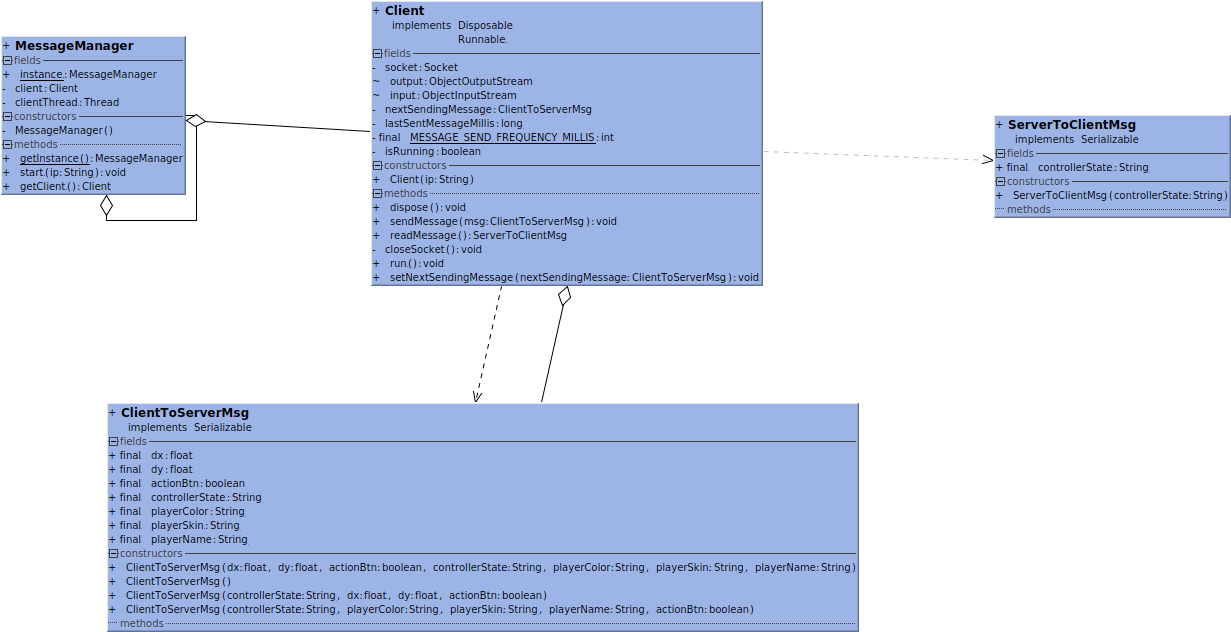 + MessageManager
fields
+ instance : MessageManager
- client : Client
- clientThread : Thread
constructors
- MessageManager ()
methods
+ getInstance () : MessageManager
+ start (ip: String) : void
+ getClient () : Client
+ Client
implements Disposable
Runnable
fields
- socket : Socket
~ output : ObjectOutputStream
~ input : ObjectInputStream
- nextSendingMessage : ClientToServerMsg
- lastSentMessageMillis : long
- final MESSAGE_SEND_FREQUENCY_MILLIS : int
- isRunning : boolean
constructors
+ Client (ip: String)
methods
+ dispose () : void
+ sendMessage (msg: ClientToServerMsg) : void
+ readMessage () : ServerToClientMsg
- closeSocket () : void
+ run () : void
+ setNextSendingMessage (nextSendingMessage: ClientToServerMsg) : void
+ ServerToClientMsg
implements Serializable
fields
+ final controllerState : String
constructors
+ ServerToClientMsg (controllerState: String)
methods
+ ClientToServerMsg
implements Serializable
fields
+ final dx : float
+ final dy : float
+ final actionBtn : boolean
+ final controllerState : String
+ final playerColor : String
+ final playerSkin : String
+ final playerName : String
constructors
+ ClientToServerMsg (dx: float, dy: float, actionBtn: boolean, controllerState: String, playerColor: String, playerSkin: String, playerName: String)
+ ClientToServerMsg ()
+ ClientToServerMsg (controllerState: String, dx: float, dy: float, actionBtn: boolean)
+ ClientToServerMsg (controllerState: String, playerColor: String, playerSkin: String, playerName: String, actionBtn: boolean)
methods